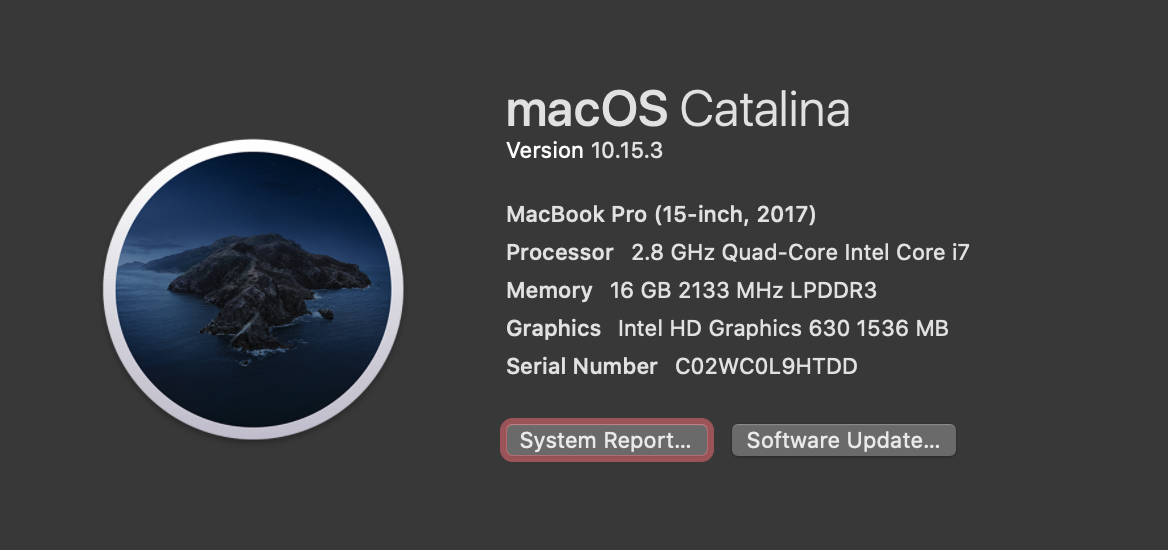 macOS Catalina
Version 10.15.3
MacBook Pro (15-inch, 2017)
Processor 2.8 GHz Quad-Core Intel Core i7
Memory 16 GB 2133 MHz LPDDR3
Graphics Intel HD Graphics 630 1536 MB
Serial Number C02WC0L9HTDD
System Report... Software Update...